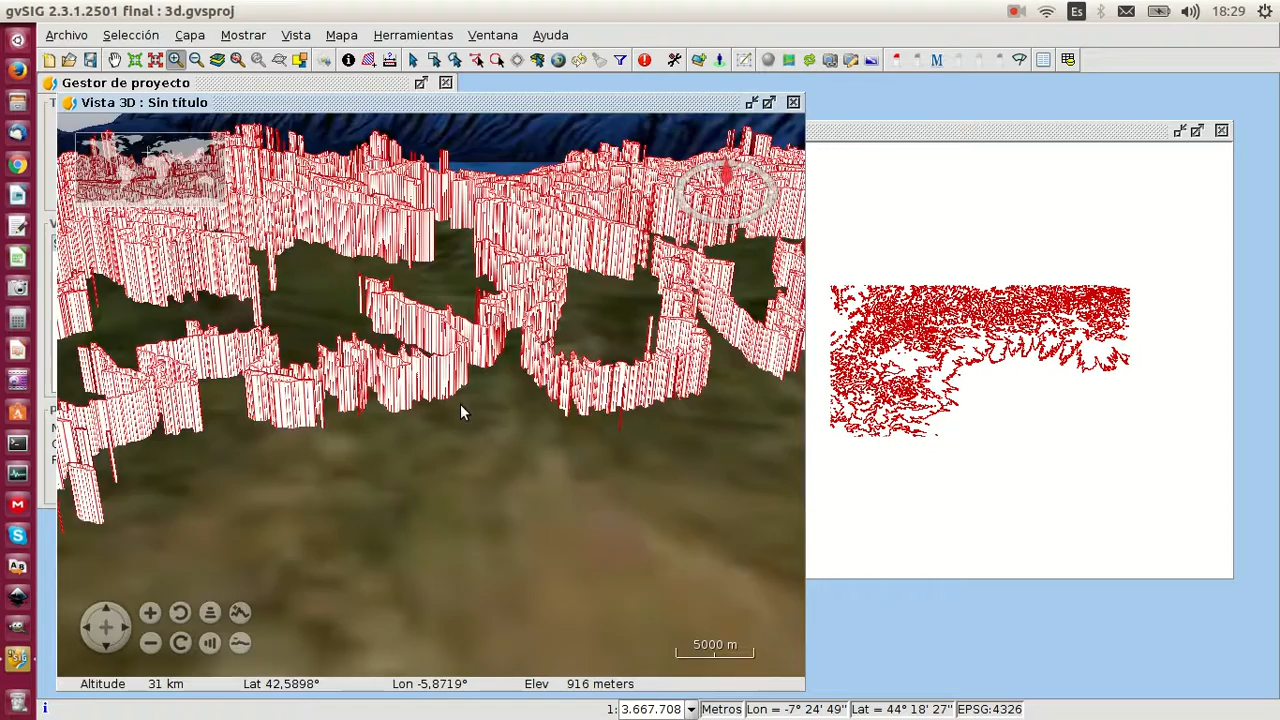 gvSIG 2.3.1.2501 final : 3d.gvsproj
Es
18:29
Archivo Selección Capa Mostrar Vista Mapa Herramientas Ventana Ayuda
Gestor de proyecto
Vista 3D : Sin título
5000 m
Altitude 31 km Lat 42,5898° Lon -5,8719° Elev 916 meters
1: 3.667.708 Metros Lon = -7° 24' 49" Lat = 44° 18' 27" EPSG:4326